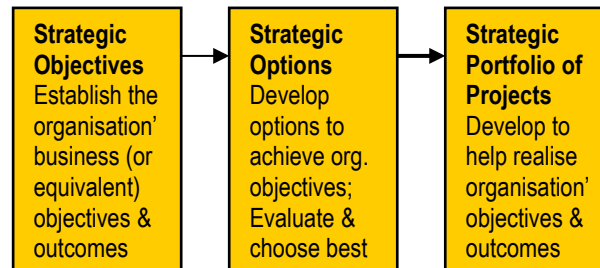 Strategic
Objectives
Establish the
organisation'
business (or
equivalent)
objectives &
outcomes
Strategic
Options
Develop
options to
achieve org.
objectives;
Evaluate &
choose best
Strategic
Portfolio of
Projects
Develop to
help realise
organisation'
objectives &
outcomes